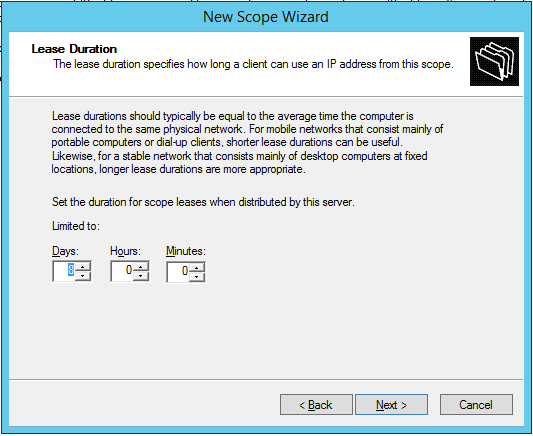 New Scope Wizard
Lease Duration
The lease duration specifies how long a client can use an IP address from this scope.
Lease durations should typically be equal to the average time the computer is
connected to the same physical network. For mobile networks that consist mainly of
portable computers or dial-up clients, shorter lease durations can be useful.
Likewise, for a stable network that consists mainly of desktop computers at fixed
locations, longer lease durations are more appropriate.
Set the duration for scope leases when distributed by this server.
Limited to:
Days: Hours: Minutes:
8 0 0
< Back Next > Cancel